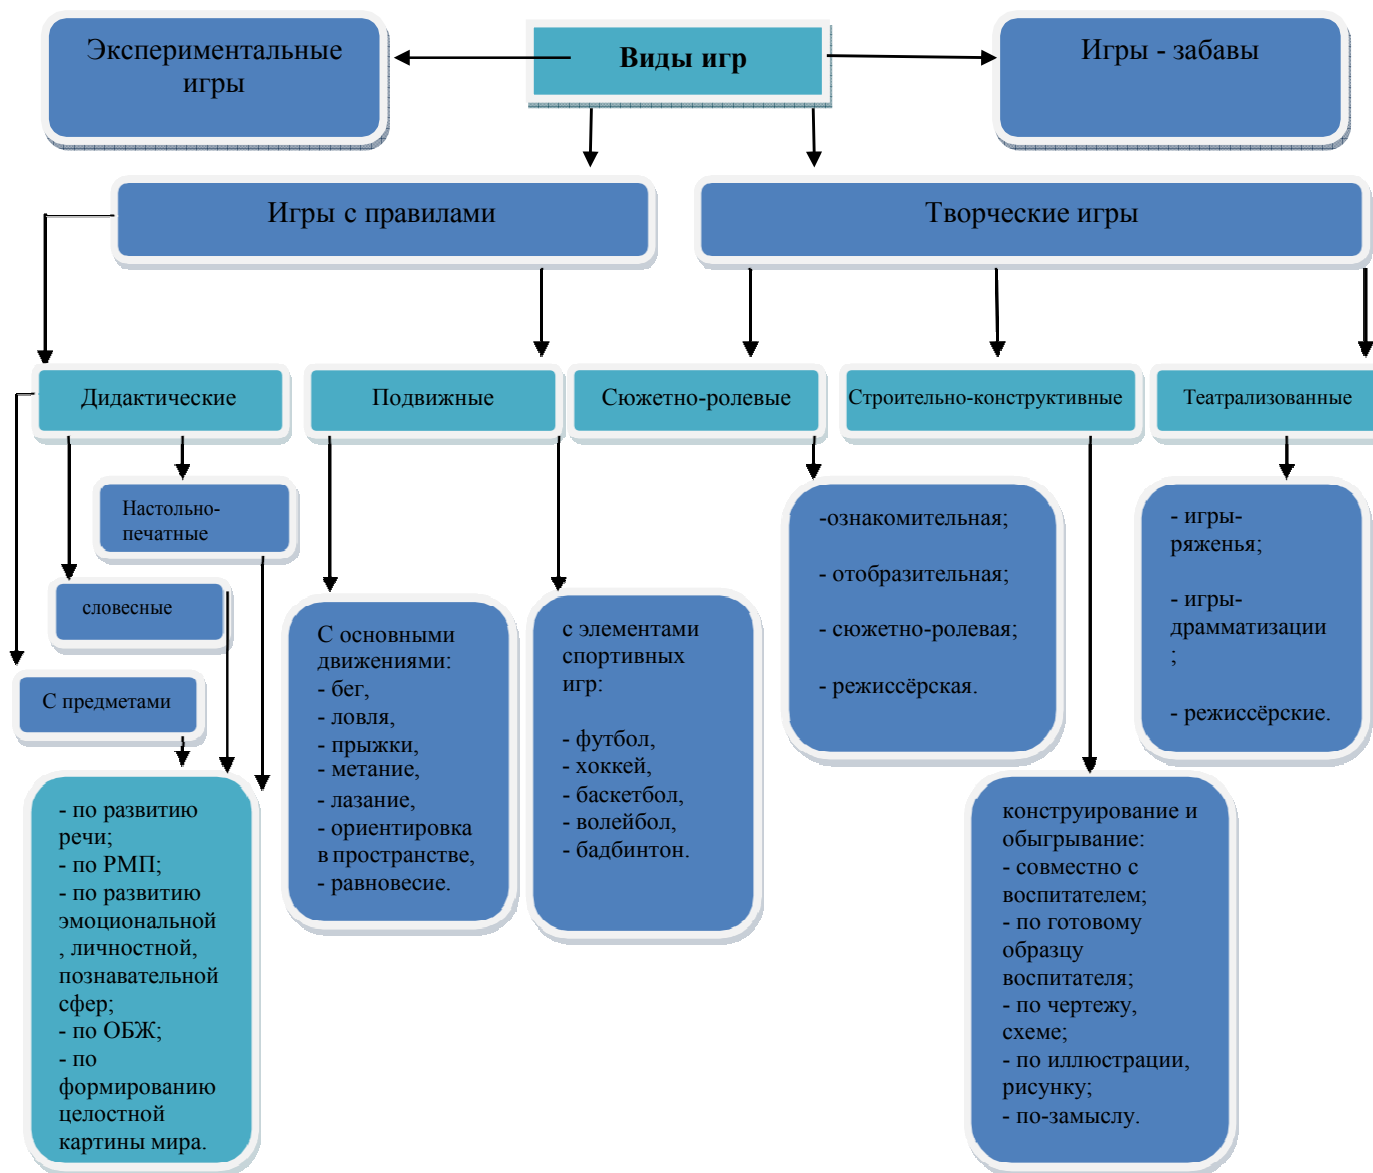 Экспериментальные
игры
Виды игр
Игры - забавы
Игры с правилами
Творческие игры
Дидактические
Подвижные
Сюжетно-ролевые
Строительно-конструктивные
Театрализованные
Настольно-
печатные
словесные
С предметами
- по развитию
речи;
- по РМП;
- по развитию
эмоциональной
, личностной,
познавательной
сфер;
- по ОБЖ;
- по
формированию
целостной
картины мира.
С основными
движениями:
- бег,
- ловля,
- прыжки,
- метание,
- лазание,
- ориентировка
в пространстве,
- равновесие.
с элементами
спортивных
игр:
- футбол,
- хоккей,
- баскетбол,
- волейбол,
- бадбинтон.
-ознакомительная;
- отобразительная;
- сюжетно-ролевая;
- режиссёрская.
конструирование и
обыгрывание:
- совместно с
воспитателем;
- по готовому
образцу
воспитателя;
- по чертежу,
схеме;
- по иллюстрации,
рисунку;
- по-замыслу.
- игры-
ряженья;
- игры-
драмматизации
;
- режиссёрские.